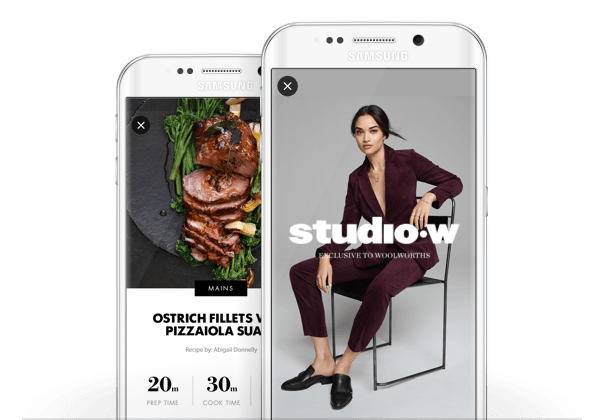 SAMSUNG
MAINS
OSTRICH FILLETS
PIZZAIOLA
Recipe by: Abigail Donnelly
20m
30m
PREP TIME
COOK TIME
SAMSUNG
studio·w
EXCLUSIVE TO WOOLWORTHS